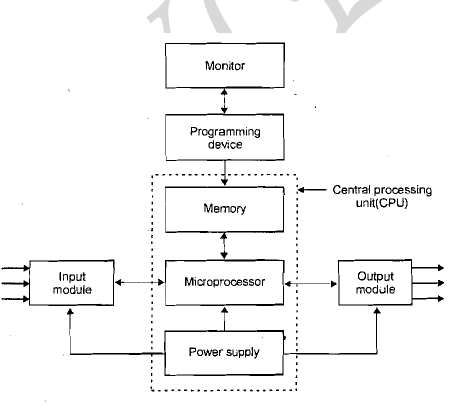 Monitor
Programming
device
Memory
Central processing
unit(CPU)
Input
module
Microprocessor
Output
module
Power supply